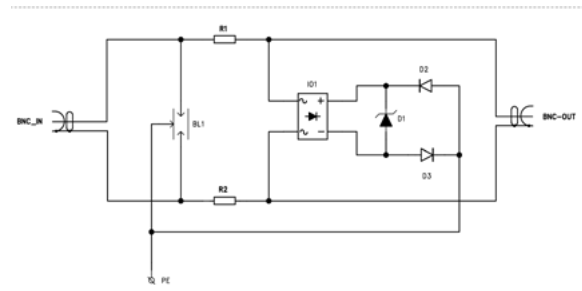 R1
D2
IO1
BNC_IN
BL1
+
D1
BNC-OUT
-
D3
R2
PE